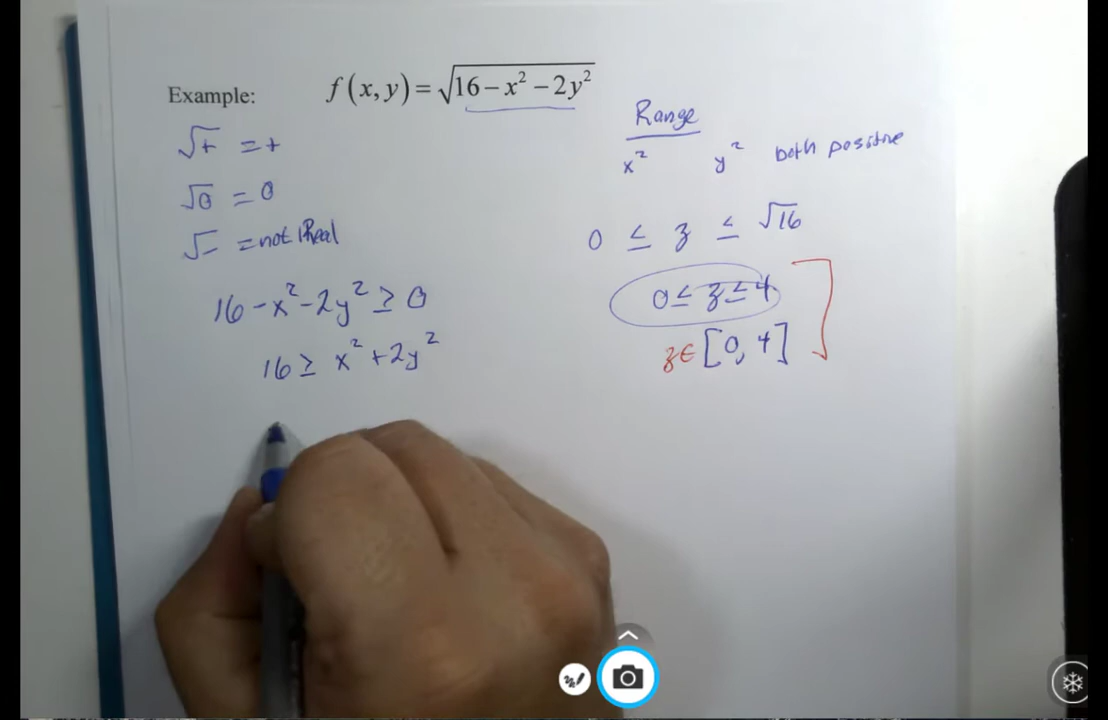 Example: f(x,y)=√(16−x²−2y²)
√+ = +
√0 = 0
√− = not Real
16−x²−2y² ≥ 0
16 ≥ x²+2y²
Range
x² y² both positive
0 ≤ z ≤ √16
0 ≤ z ≤ 4
z∈ [0, 4]